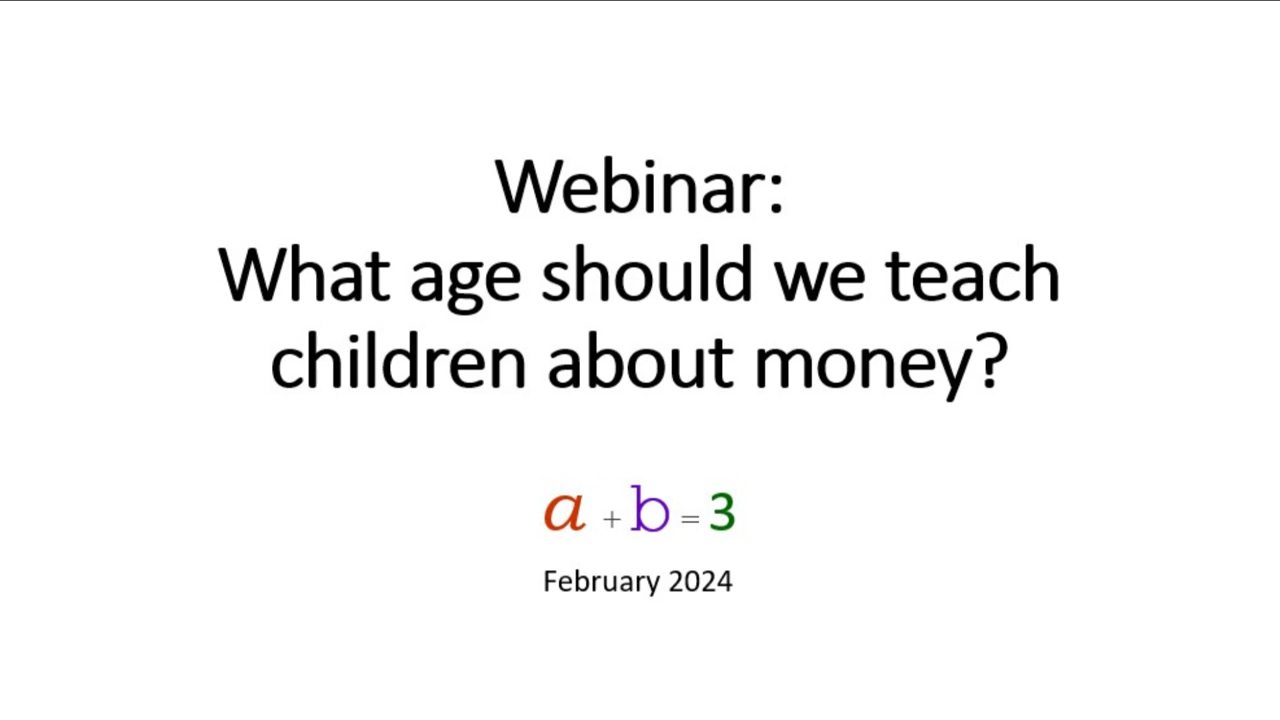 Webinar:
What age should we teach
children about money?
a + b = 3
February 2024